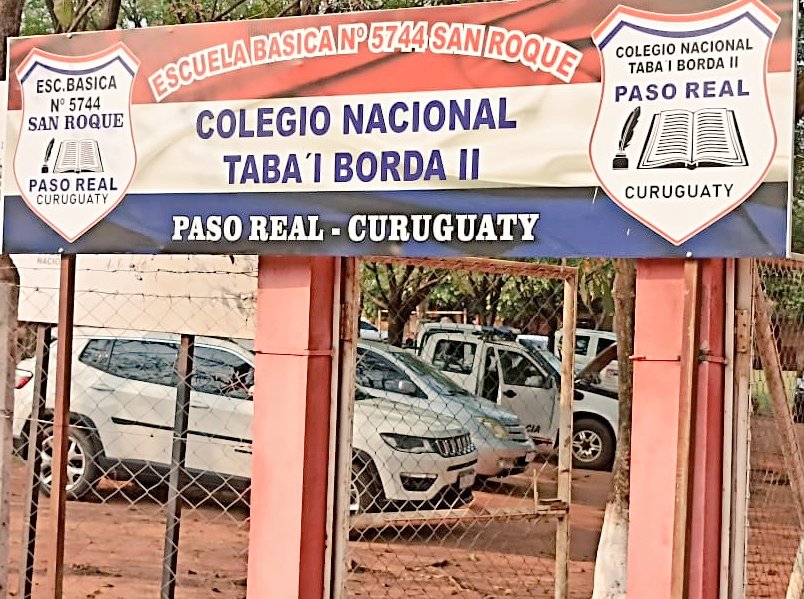 ESCUELA BASICA Nº 5744 SAN ROQUE
ESC.BASICA
Nº 5744
SAN ROQUE
PASO REAL
CURUGUATY
COLEGIO NACIONAL
TABA´I BORDA II
PASO REAL - CURUGUATY
COLEGIO NACIONAL
TABA´I BORDA II
PASO REAL
CURUGUATY